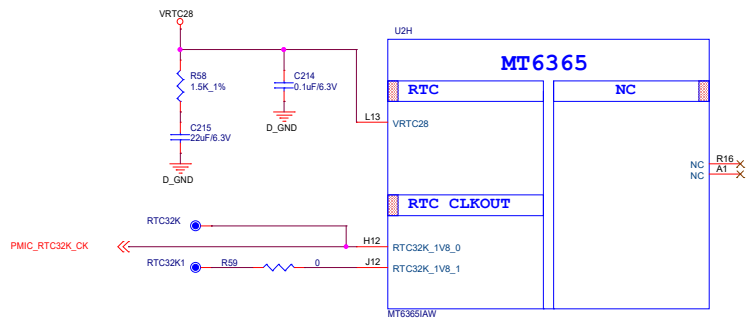 VRTC28
U2H
MT6365
R58
1.5K_1%
C214
0.1uF/6.3V
RTC
NC
D_GND
L13
VRTC28
C215
22uF/6.3V
D_GND
NC
R16
NC
A1
RTC CLKOUT
RTC32K
PMIC_RTC32K_CK
H12
RTC32K_1V8_0
RTC32K1
R59
0
J12
RTC32K_1V8_1
MT6365IAW